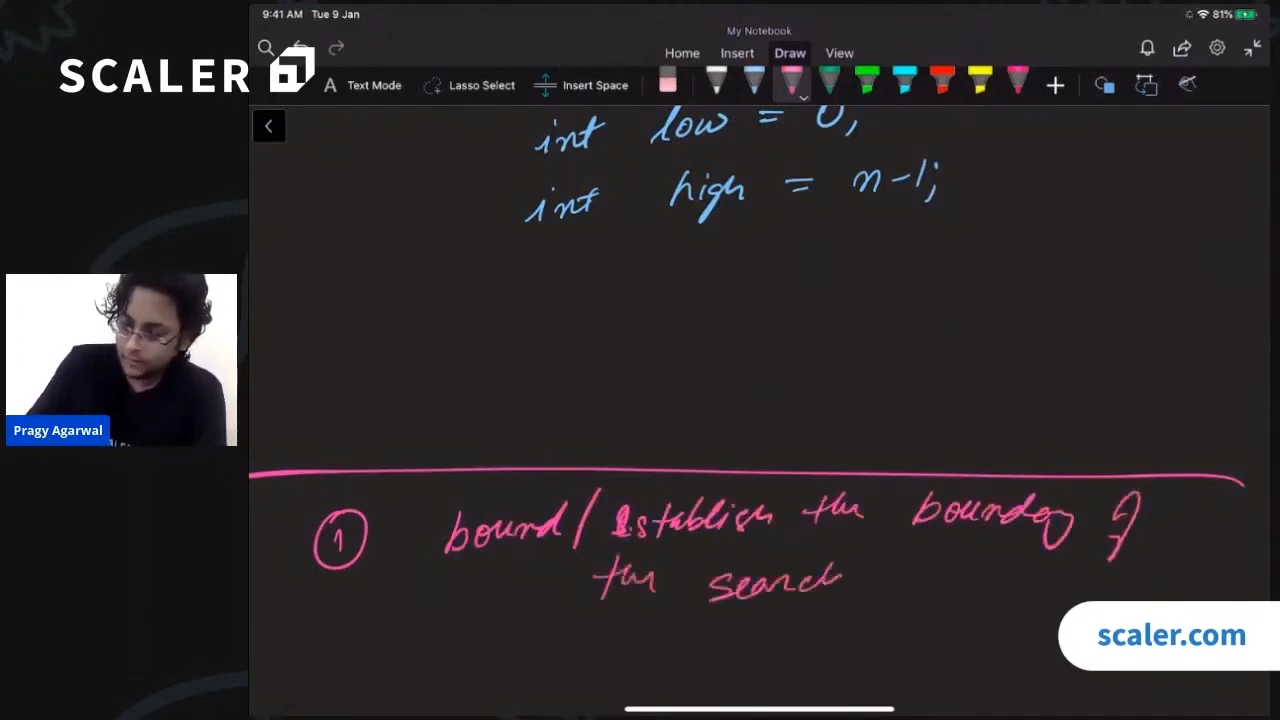 9:41 AM Tue 9 Jan
81%
My Notebook
SCALER
Home Insert Draw View
A Text Mode Lasso Select Insert Space
int low = 0;
int high = n-1;
Pragy Agarwal
1 bound/Establish the boundary of
the search
scaler.com